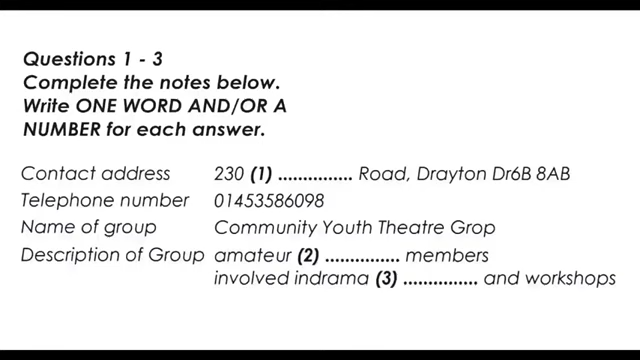 Questions 1 - 3
Complete the notes below.
Write ONE WORD AND/OR A
NUMBER for each answer.
Contact address 230 (1) ............... Road, Drayton Dr6B 8AB
Telephone number 01453586098
Name of group Community Youth Theatre Grop
Description of Group amateur (2) ............... members
involved indrama (3) ............... and workshops